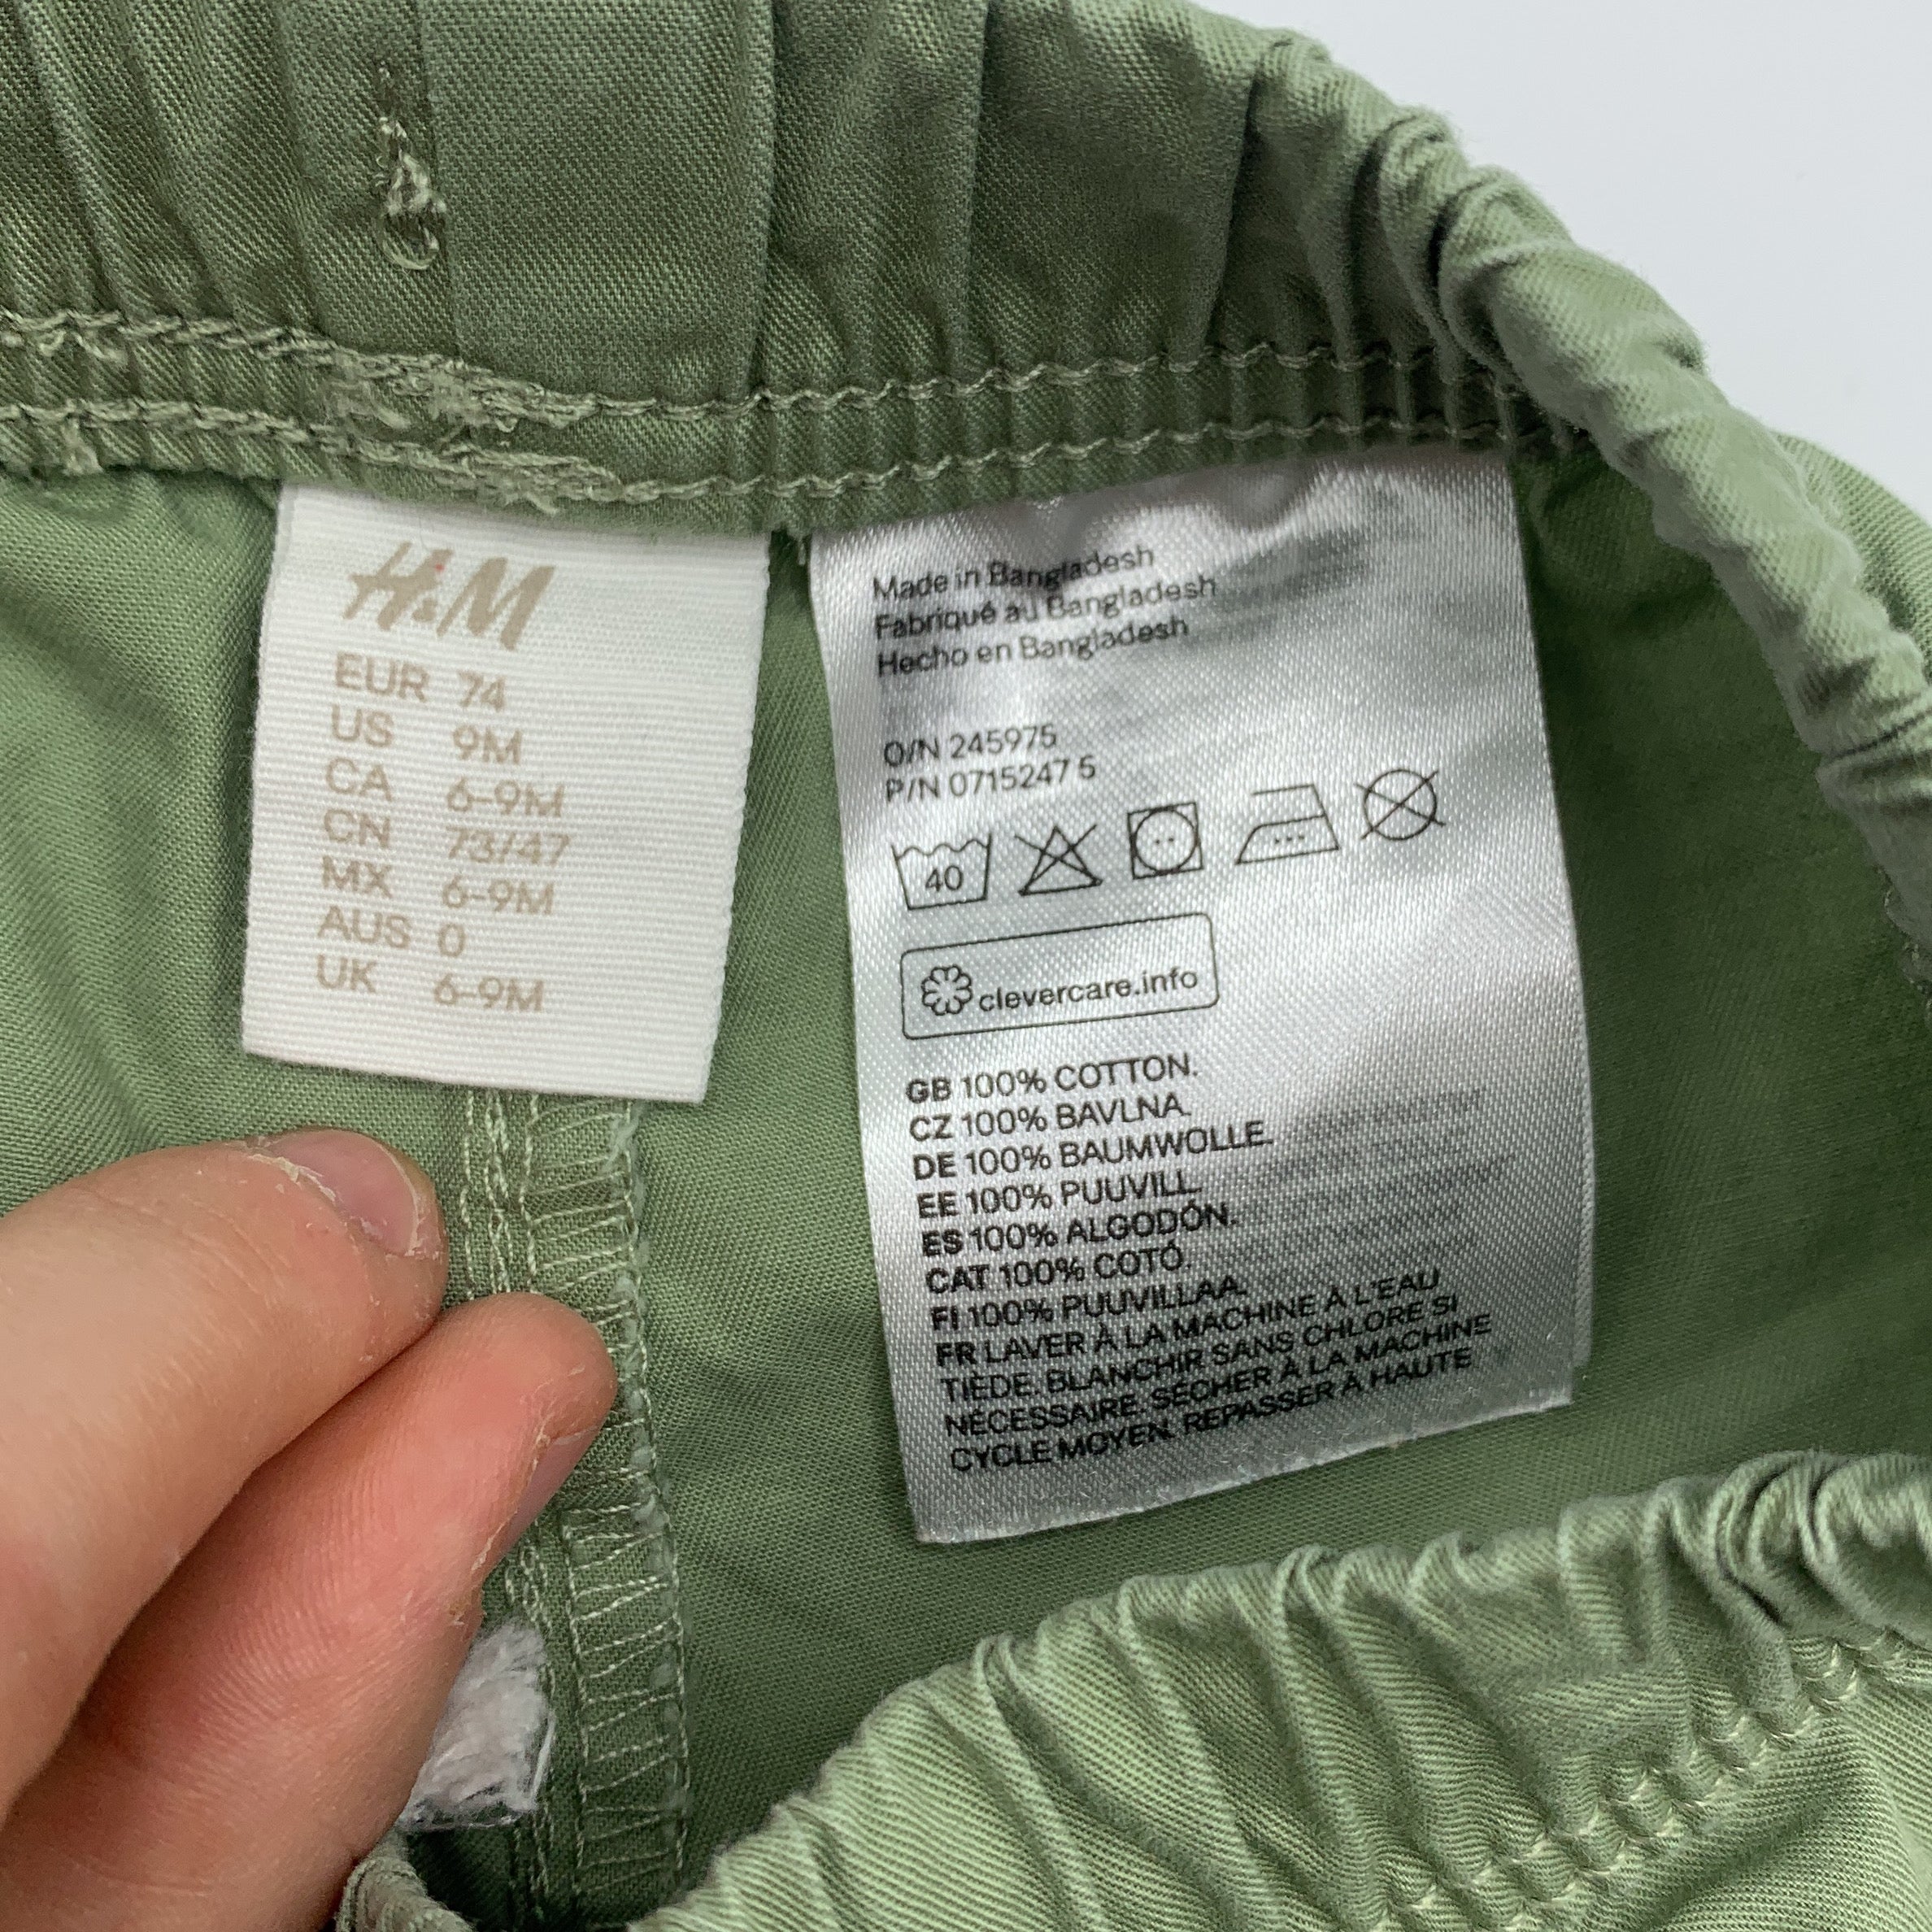 H&M
EUR 74
US 9M
CA 6-9M
CN 73/47
MX 6-9M
AUS 0
UK 6-9M
Made in Bangladesh
Fabriqué au Bangladesh
Hecho en Bangladesh
O/N 245975
P/N 0715247 5
40
clevercare.info
GB 100% COTTON.
CZ 100% BAVLNA.
DE 100% BAUMWOLLE.
EE 100% PUUVILL.
ES 100% ALGODÓN.
CAT 100% COTÓ.
FI 100% PUUVILLAA.
FR LAVER À LA MACHINE À L'EAU
TIÈDE. BLANCHIR SANS CHLORE SI
NÉCESSAIRE. SÉCHER À LA MACHINE
CYCLE MOYEN. REPASSER À HAUTE